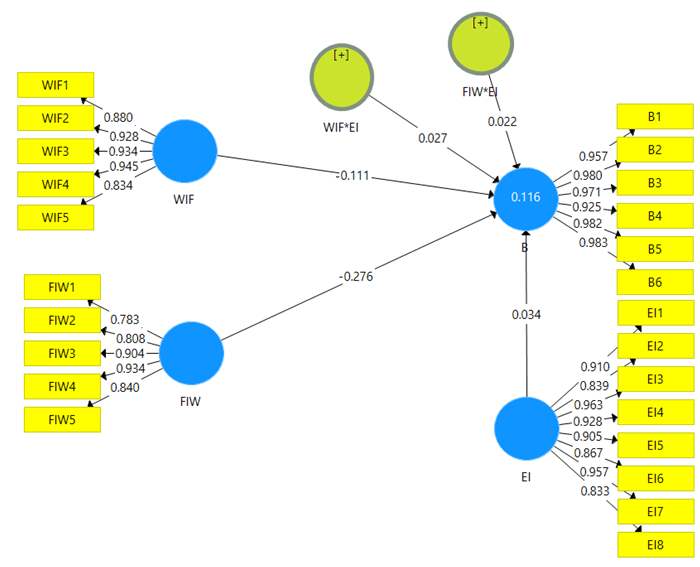 [+]
FIW*EI
[+]
WIF*EI
0.022
0.027
WIF1
WIF2
WIF3
WIF4
WIF5
0.880
0.928
0.934
0.945
0.834
WIF
-0.111
B1
B2
B3
B4
B5
B6
0.957
0.980
0.971
0.925
0.982
0.983
0.116
B
-0.276
FIW1
FIW2
FIW3
FIW4
FIW5
0.783
0.808
0.904
0.934
0.840
FIW
0.034
EI1
EI2
EI3
EI4
EI5
EI6
EI7
EI8
0.910
0.839
0.963
0.928
0.905
0.867
0.957
0.833
EI